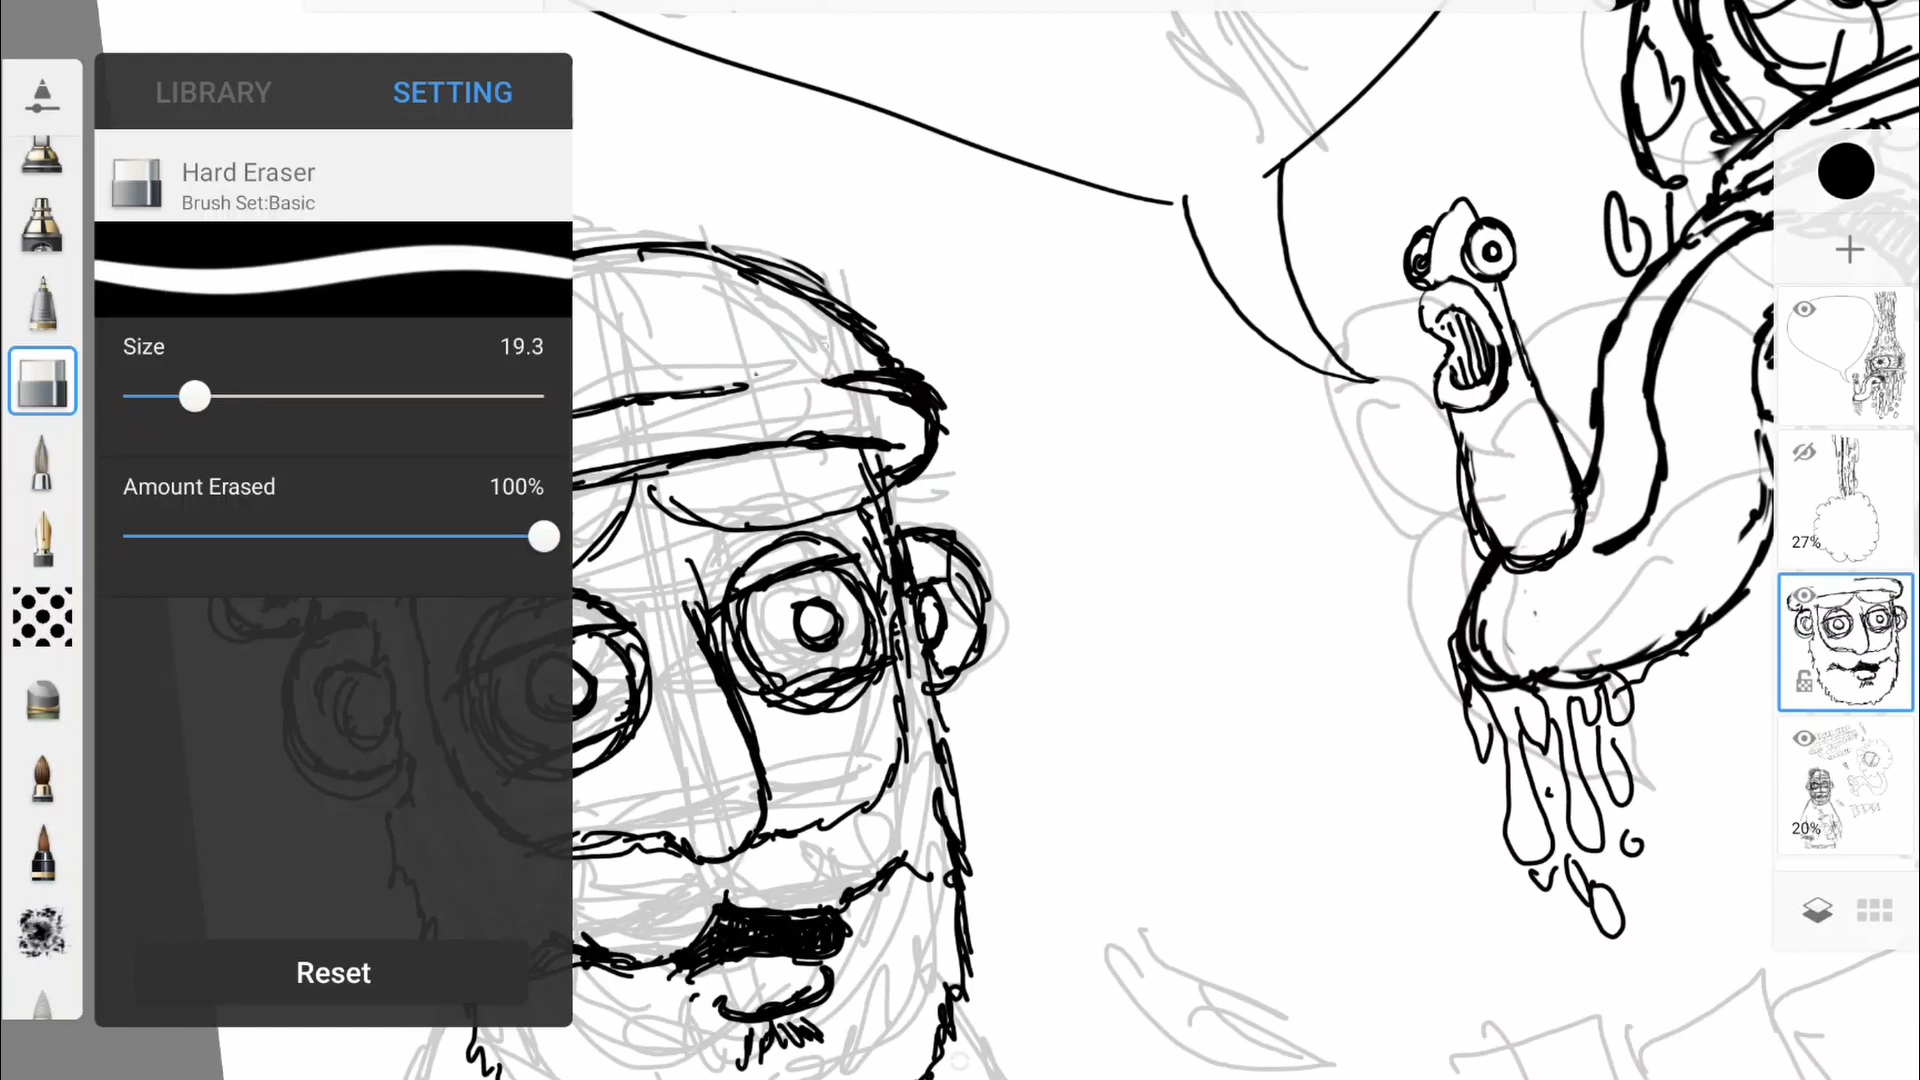 LIBRARY
SETTING
Hard Eraser
Brush Set:Basic
Size
19.3
Amount Erased
100%
Reset
27%
20%